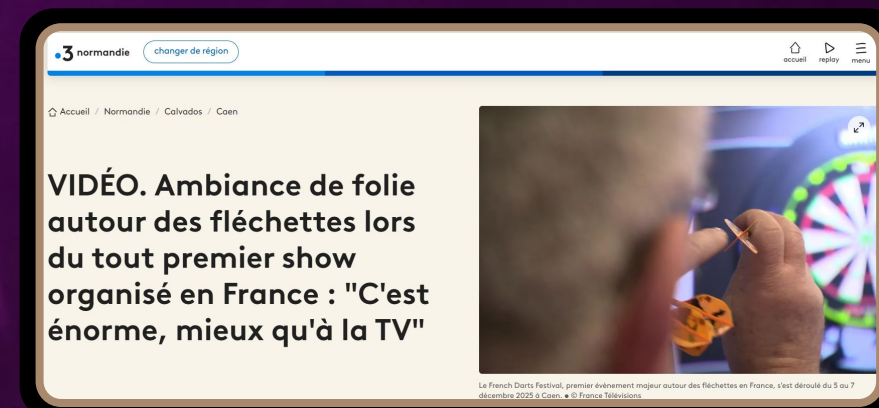 3 normandie
changer de région
accueil
replay
menu
Accueil / Normandie / Calvados / Caen
VIDÉO. Ambiance de folie
autour des fléchettes lors
du tout premier show
organisé en France : "C'est
énorme, mieux qu'à la TV"
Le French Darts Festival, premier évènement majeur autour des fléchettes en France, s'est déroulé du 5 au 7
décembre 2025 à Caen. • © France Télévisions